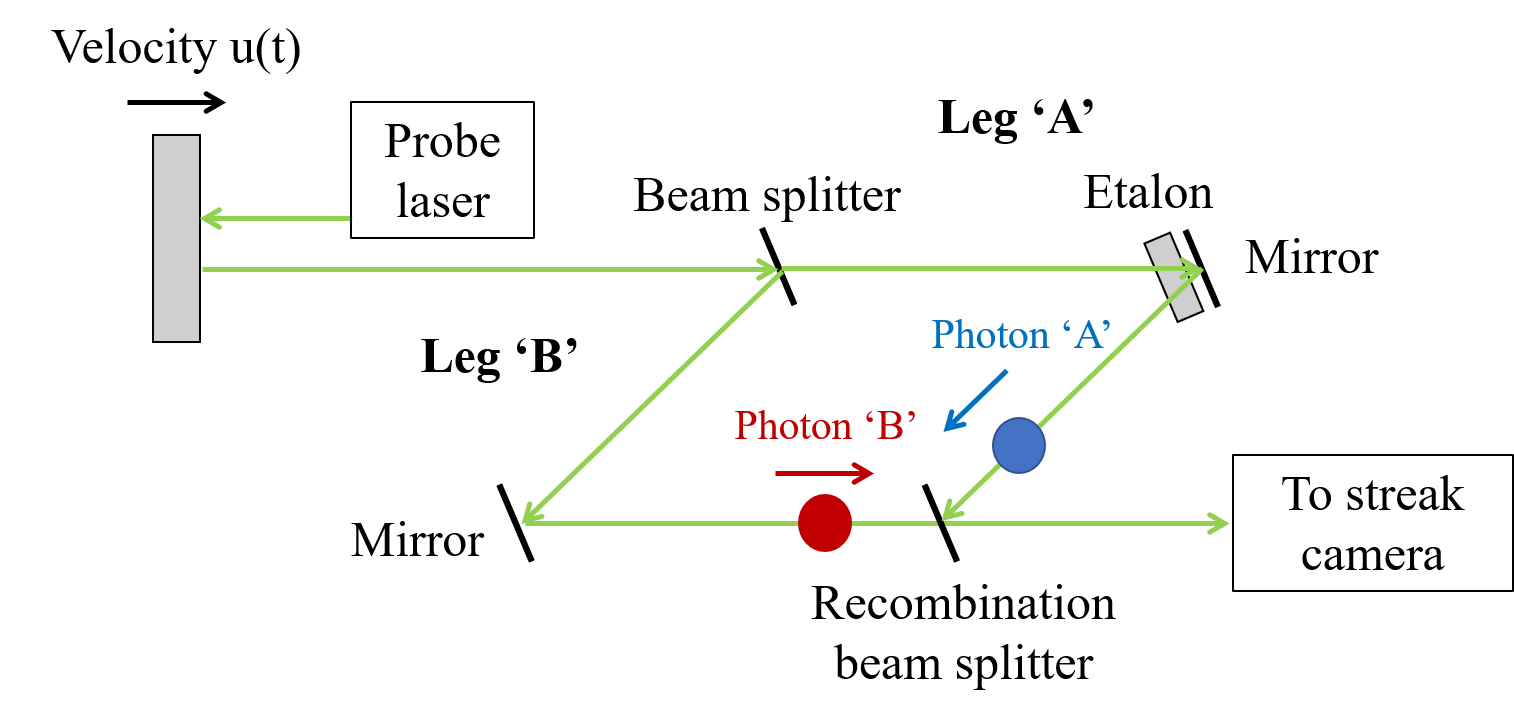 Velocity u(t)
Probe
laser
Leg ‘A’
Beam splitter
Etalon
Mirror
Photon ‘A’
Leg ‘B’
Photon ‘B’
Mirror
To streak
camera
Recombination
beam splitter